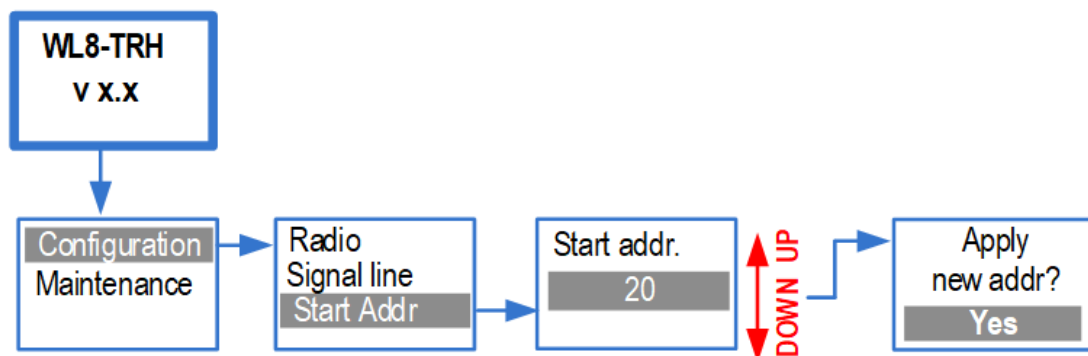 WL8-TRH
v x.x
Configuration
Maintenance
Radio
Signal line
Start Addr
Start addr.
20
DOWN UP
Apply
new addr?
Yes